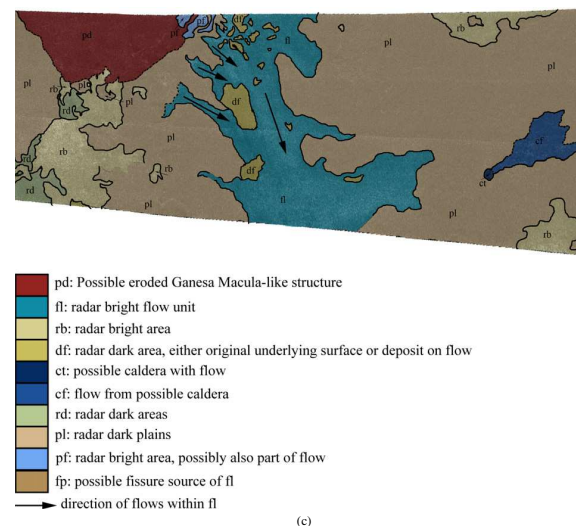 pf df rb
pd pf fl pl
pl rb pl df cf
rb pl rb ct
rd df
rd pl fl pl rb
pd: Possible eroded Ganesa Macula-like structure
fl: radar bright flow unit
rb: radar bright area
df: radar dark area, either original underlying surface or deposit on flow
ct: possible caldera with flow
cf: flow from possible caldera
rd: radar dark areas
pl: radar dark plains
pf: radar bright area, possibly also part of flow
fp: possible fissure source of fl
direction of flows within fl
(c)